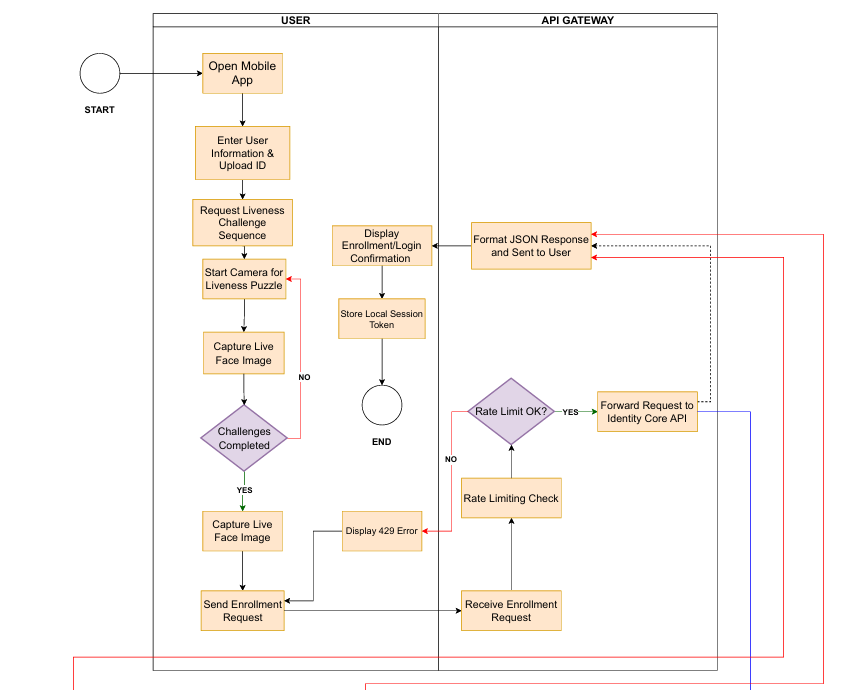 USER
API GATEWAY
START
Open Mobile
App
Enter User
Information &
Upload ID
Request Liveness
Challenge
Sequence
Start Camera for
Liveness Puzzle
Capture Live
Face Image
NO
Challenges
Completed
YES
Capture Live
Face Image
Send Enrollment
Request
Display
Enrollment/Login
Confirmation
Store Local Session
Token
END
Display 429 Error
Format JSON Response
and Sent to User
Rate Limit OK?
YES
Forward Request to
Identity Core API
NO
Rate Limiting Check
Receive Enrollment
Request